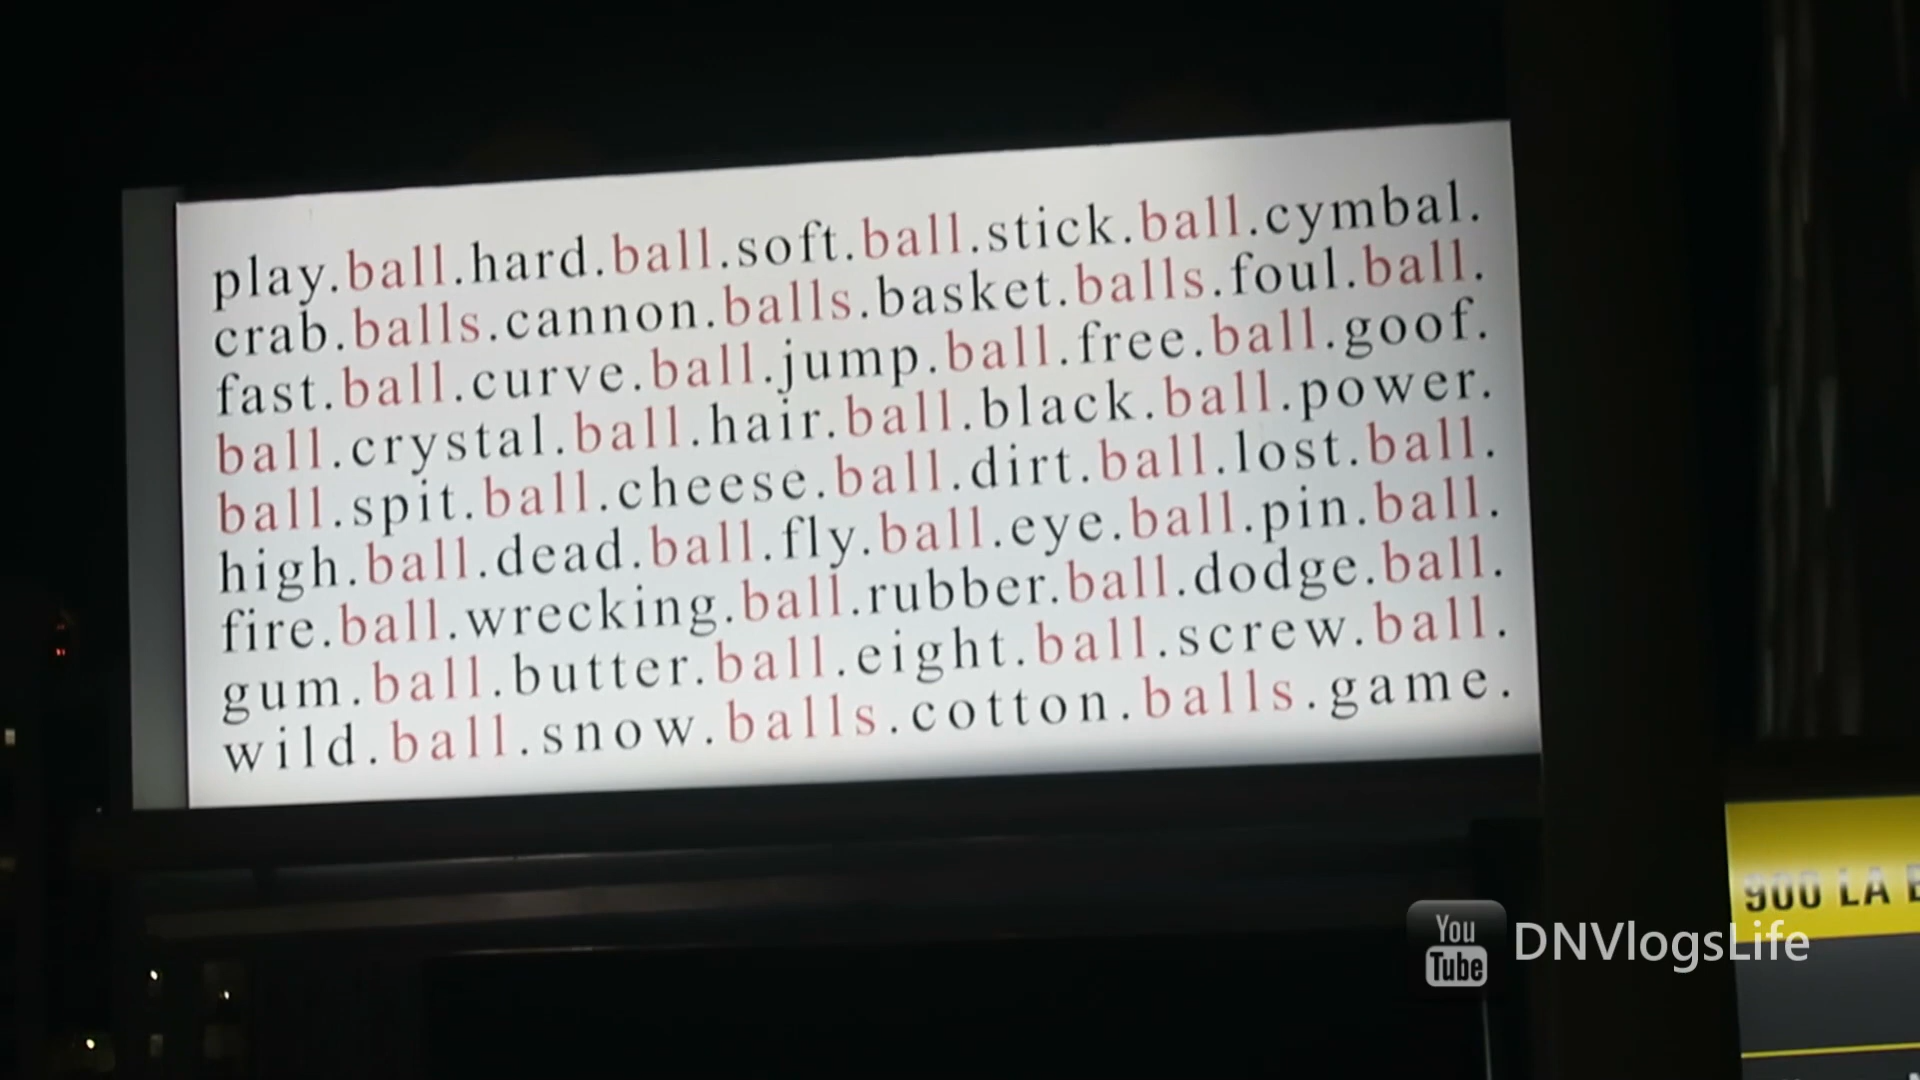 play.ball.hard.ball.soft.ball.stick.ball.cymbal.
crab.balls.cannon.balls.basket.balls.foul.ball.
fast.ball.curve.ball.jump.ball.free.ball.goof.
ball.crystal.ball.hair.ball.black.ball.power.
ball.spit.ball.cheese.ball.dirt.ball.lost.ball.
high.ball.dead.ball.fly.ball.eye.ball.pin.ball.
fire.ball.wrecking.ball.rubber.ball.dodge.ball.
gum.ball.butter.ball.eight.ball.screw.ball.
wild.ball.snow.balls.cotton.balls.game.
900 LA
You
Tube
DNVlogsLife